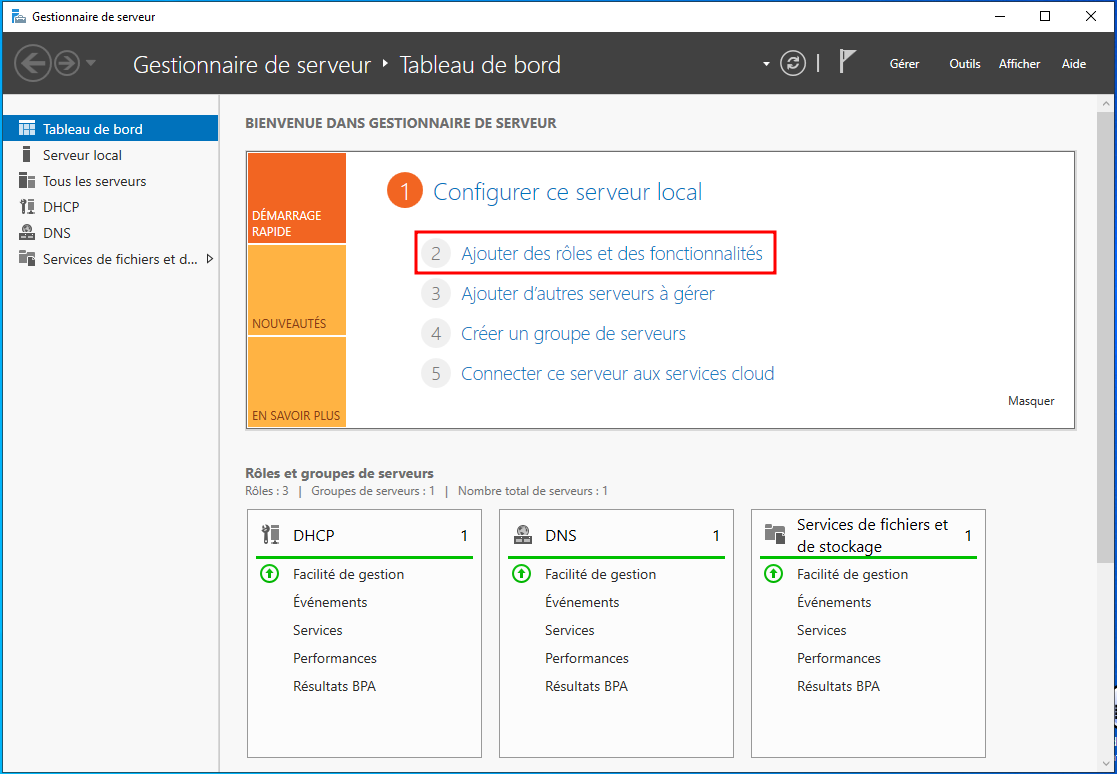 Gestionnaire de serveur
Gestionnaire de serveur ‣ Tableau de bord
Gérer Outils Afficher Aide
Tableau de bord
Serveur local
Tous les serveurs
DHCP
DNS
Services de fichiers et d...
BIENVENUE DANS GESTIONNAIRE DE SERVEUR
DÉMARRAGE
RAPIDE
NOUVEAUTÉS
EN SAVOIR PLUS
1 Configurer ce serveur local
2 Ajouter des rôles et des fonctionnalités
3 Ajouter d’autres serveurs à gérer
4 Créer un groupe de serveurs
5 Connecter ce serveur aux services cloud
Masquer
Rôles et groupes de serveurs
Rôles : 3 | Groupes de serveurs : 1 | Nombre total de serveurs : 1
DHCP 1
Facilité de gestion
Événements
Services
Performances
Résultats BPA
DNS 1
Facilité de gestion
Événements
Services
Performances
Résultats BPA
Services de fichiers et
de stockage 1
Facilité de gestion
Événements
Services
Performances
Résultats BPA